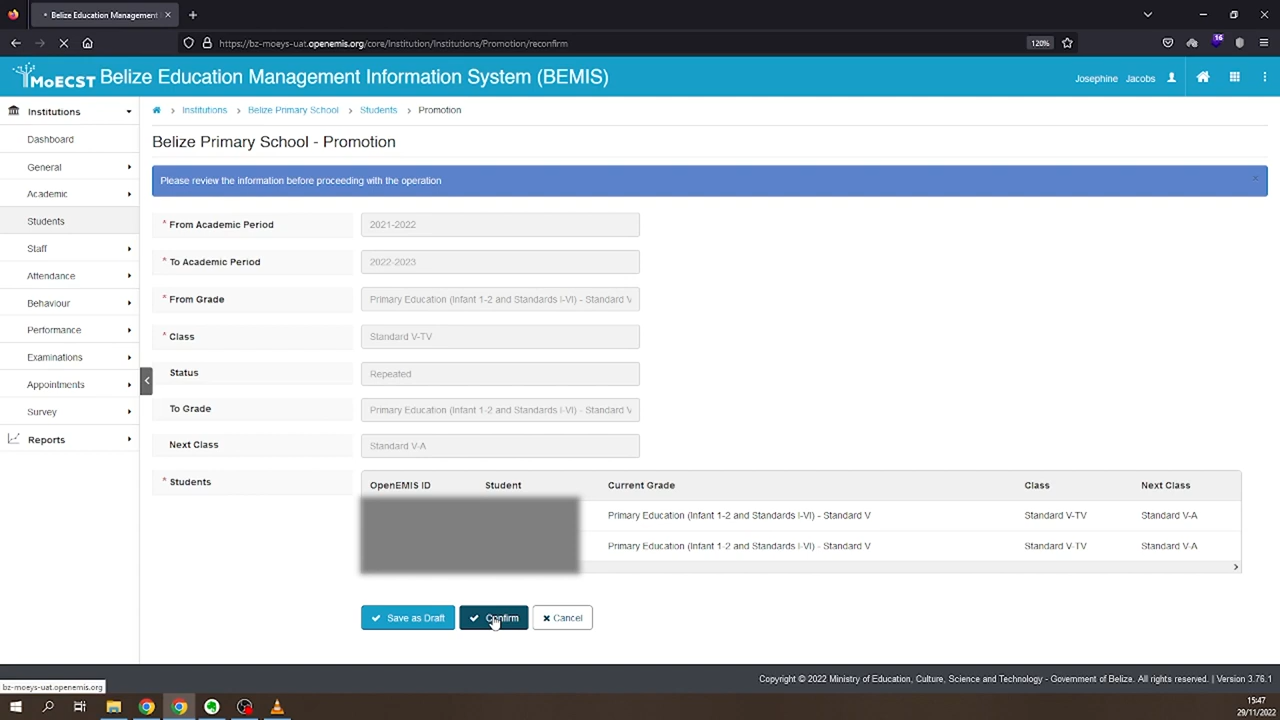 Belize Education Management
https://bz-moeys-uat.openemis.org/core/Institution/Institutions/Promotion/reconfirm
120%
16
MoECST Belize Education Management Information System (BEMIS)
Josephine Jacobs
Institutions
Dashboard
General
Academic
Students
Staff
Attendance
Behaviour
Performance
Examinations
Appointments
Survey
Reports
Institutions > Belize Primary School > Students > Promotion
Belize Primary School - Promotion
Please review the information before proceeding with the operation
×
* From Academic Period
2021-2022
* To Academic Period
2022-2023
* From Grade
Primary Education (Infant 1-2 and Standards I-VI) - Standard V
* Class
Standard V-TV
Status
Repeated
To Grade
Primary Education (Infant 1-2 and Standards I-VI) - Standard V
Next Class
Standard V-A
* Students
OpenEMIS ID Student Current Grade Class Next Class
Primary Education (Infant 1-2 and Standards I-VI) - Standard V Standard V-TV Standard V-A
Primary Education (Infant 1-2 and Standards I-VI) - Standard V Standard V-TV Standard V-A
Save as Draft
Confirm
Cancel
Copyright © 2022 Ministry of Education, Culture, Science and Technology - Government of Belize. All rights reserved. | Version 3.76.1
bz-moeys-uat.openemis.org
15:47
29/11/2022